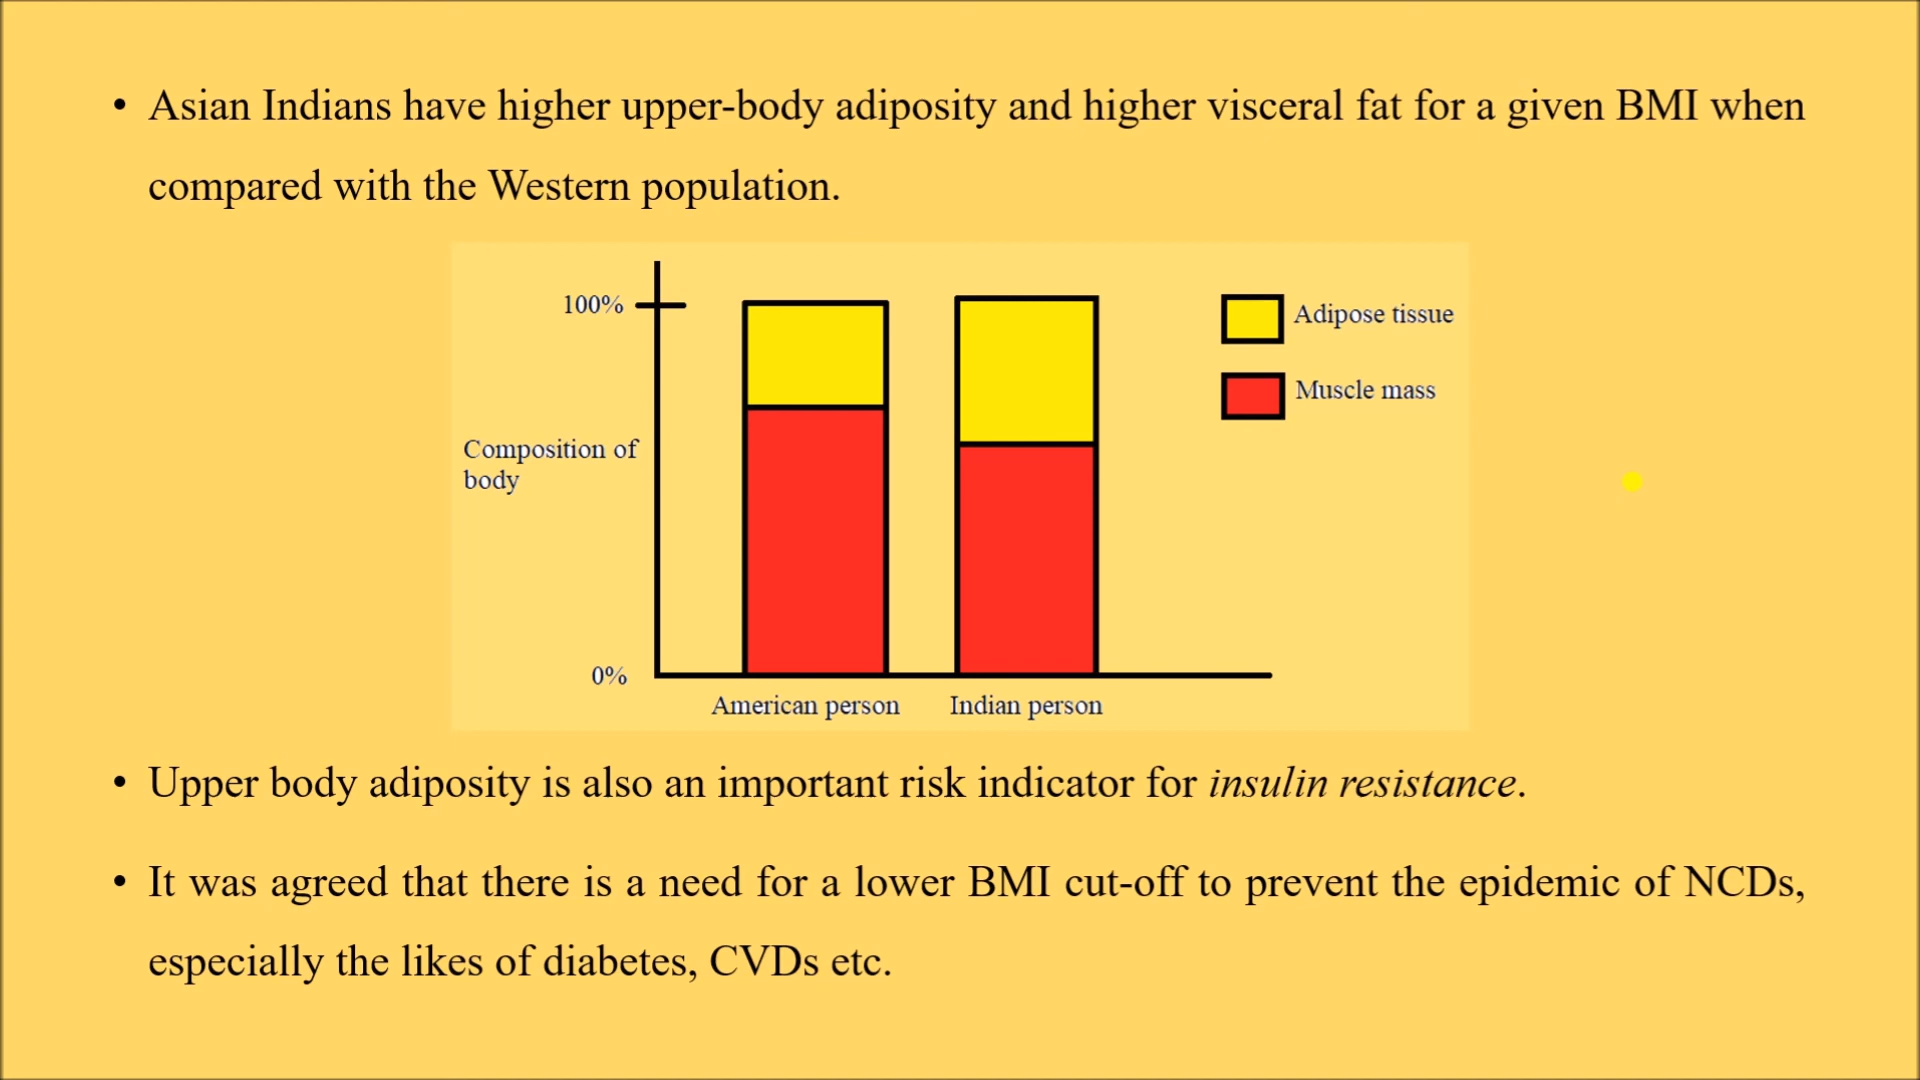 • Asian Indians have higher upper-body adiposity and higher visceral fat for a given BMI when
compared with the Western population.
100%
Adipose tissue
Muscle mass
Composition of
body
0%
American person
Indian person
• Upper body adiposity is also an important risk indicator for insulin resistance.
• It was agreed that there is a need for a lower BMI cut-off to prevent the epidemic of NCDs,
especially the likes of diabetes, CVDs etc.